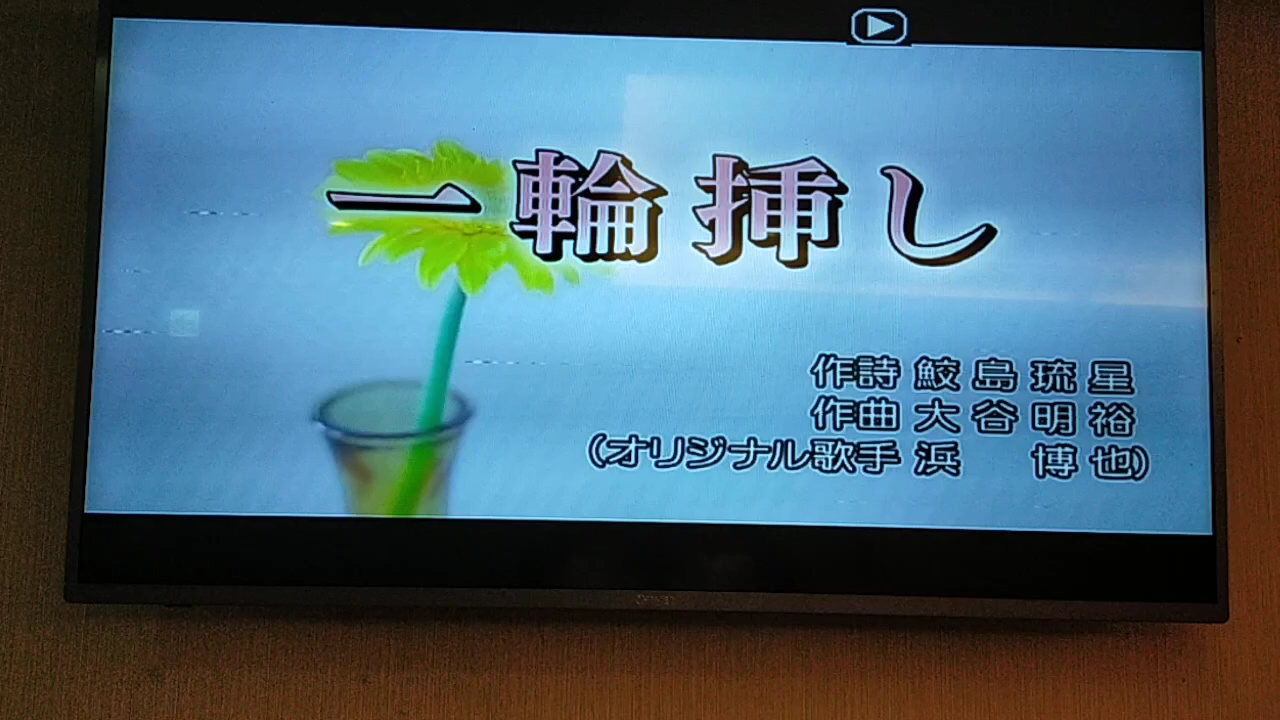 一輪挿し
作詩 鮫島琉星
作曲 大谷明裕
(オリジナル歌手 浜 博也)